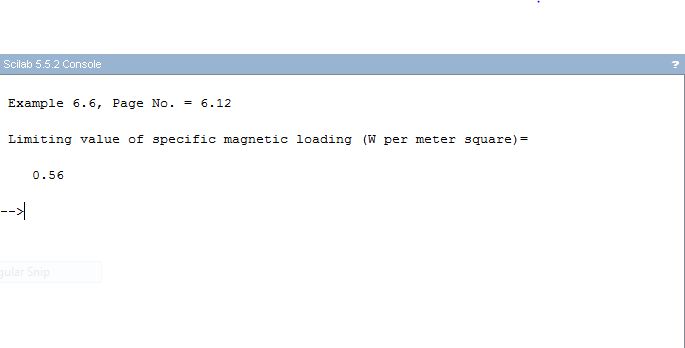 Scilab 5.5.2 Console ?
Example 6.6, Page No. = 6.12
Limiting value of specific magnetic loading (W per meter square)=
0.56
-->
gular Snip